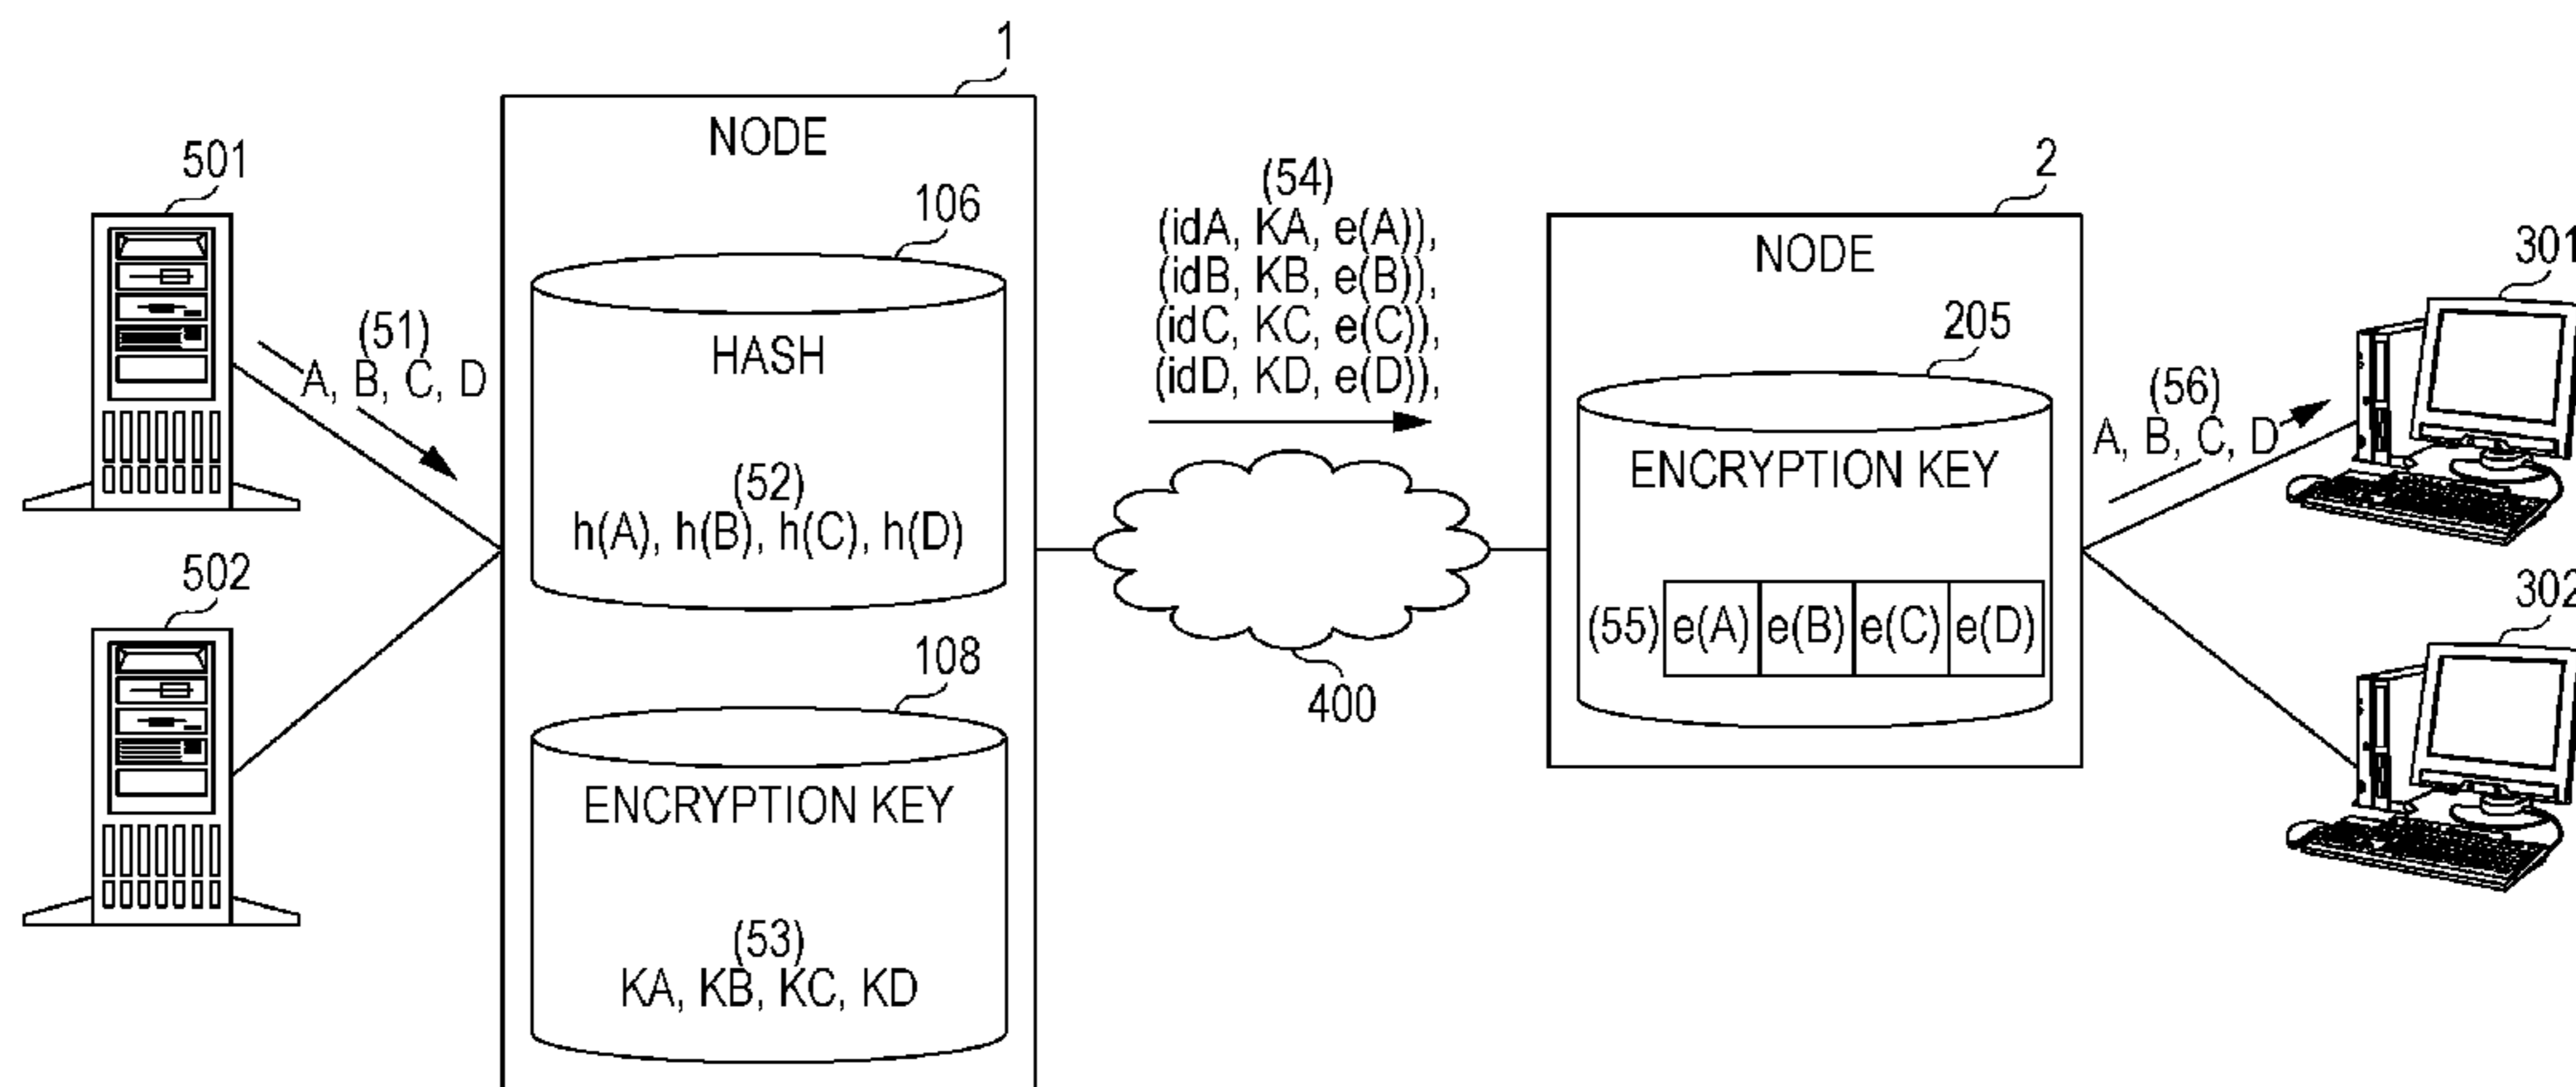 1
NODE
501
106
(51)
A, B, C, D
HASH
(52)
h(A), h(B), h(C), h(D)
502
108
ENCRYPTION KEY
(53)
KA, KB, KC, KD
(54)
(idA, KA, e(A)),
(idB, KB, e(B)),
(idC, KC, e(C)),
(idD, KD, e(D)),
400
2
NODE
205
ENCRYPTION KEY
(55) e(A) e(B) e(C) e(D)
(56)
A, B, C, D
301
302